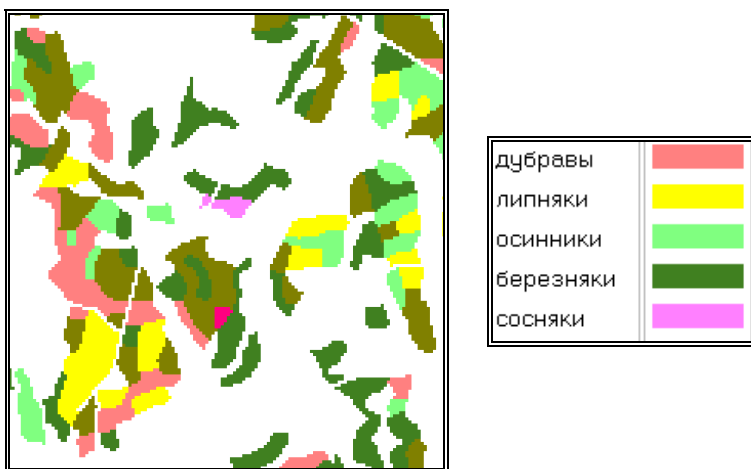 дубравы
липняки
осинники
березняки
сосняки